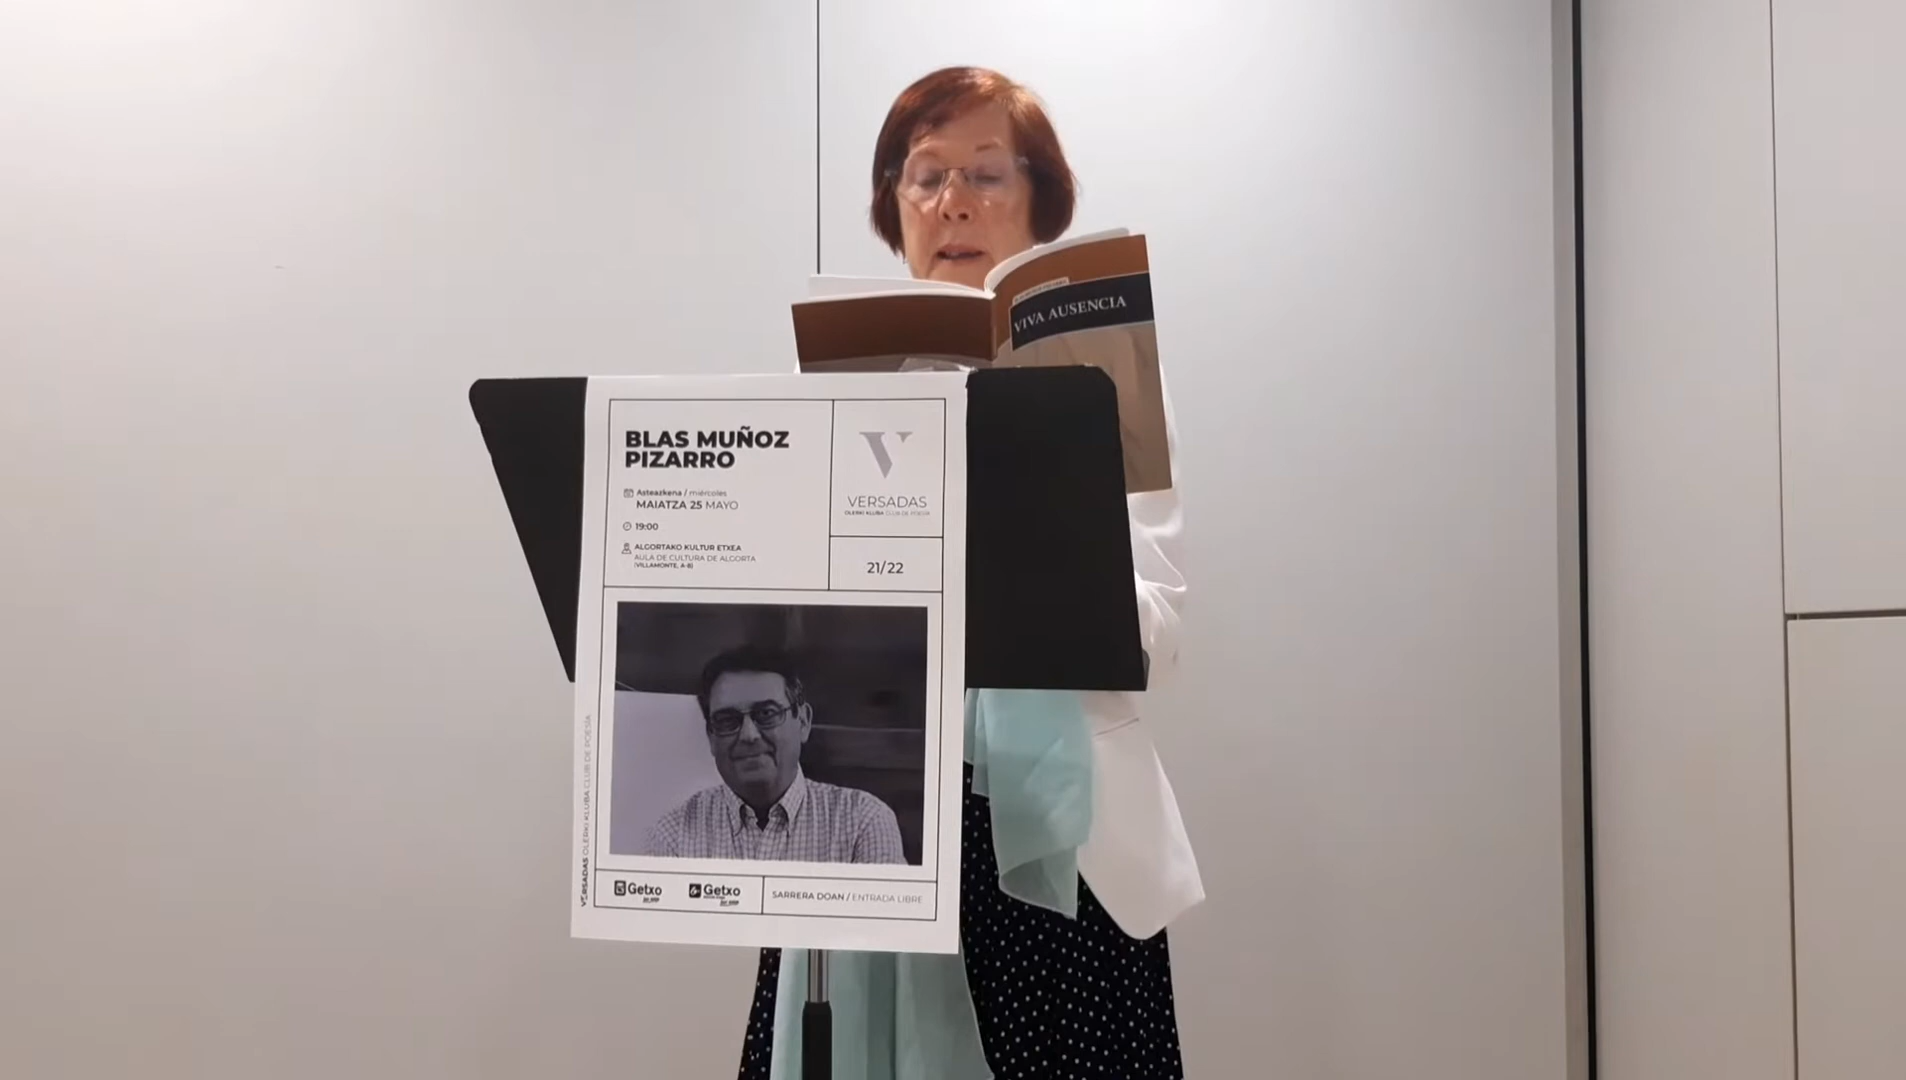 VIVA AUSENCIA
BLAS MUÑOZ
PIZARRO
Asteazkena / miércoles
MAIATZA 25 MAYO
19:00
ALGORTAKO KULTUR ETXEA
AULA DE CULTURA DE ALGORTA
(VILLAMONTE, A-8)
VERSADAS
OLERKI KLUBA CLUB DE POESÍA
21/22
VERSADAS OLERKI KLUBA CLUB DE POESÍA
Getxo
Getxo
SARRERA DOAN / ENTRADA LIBRE